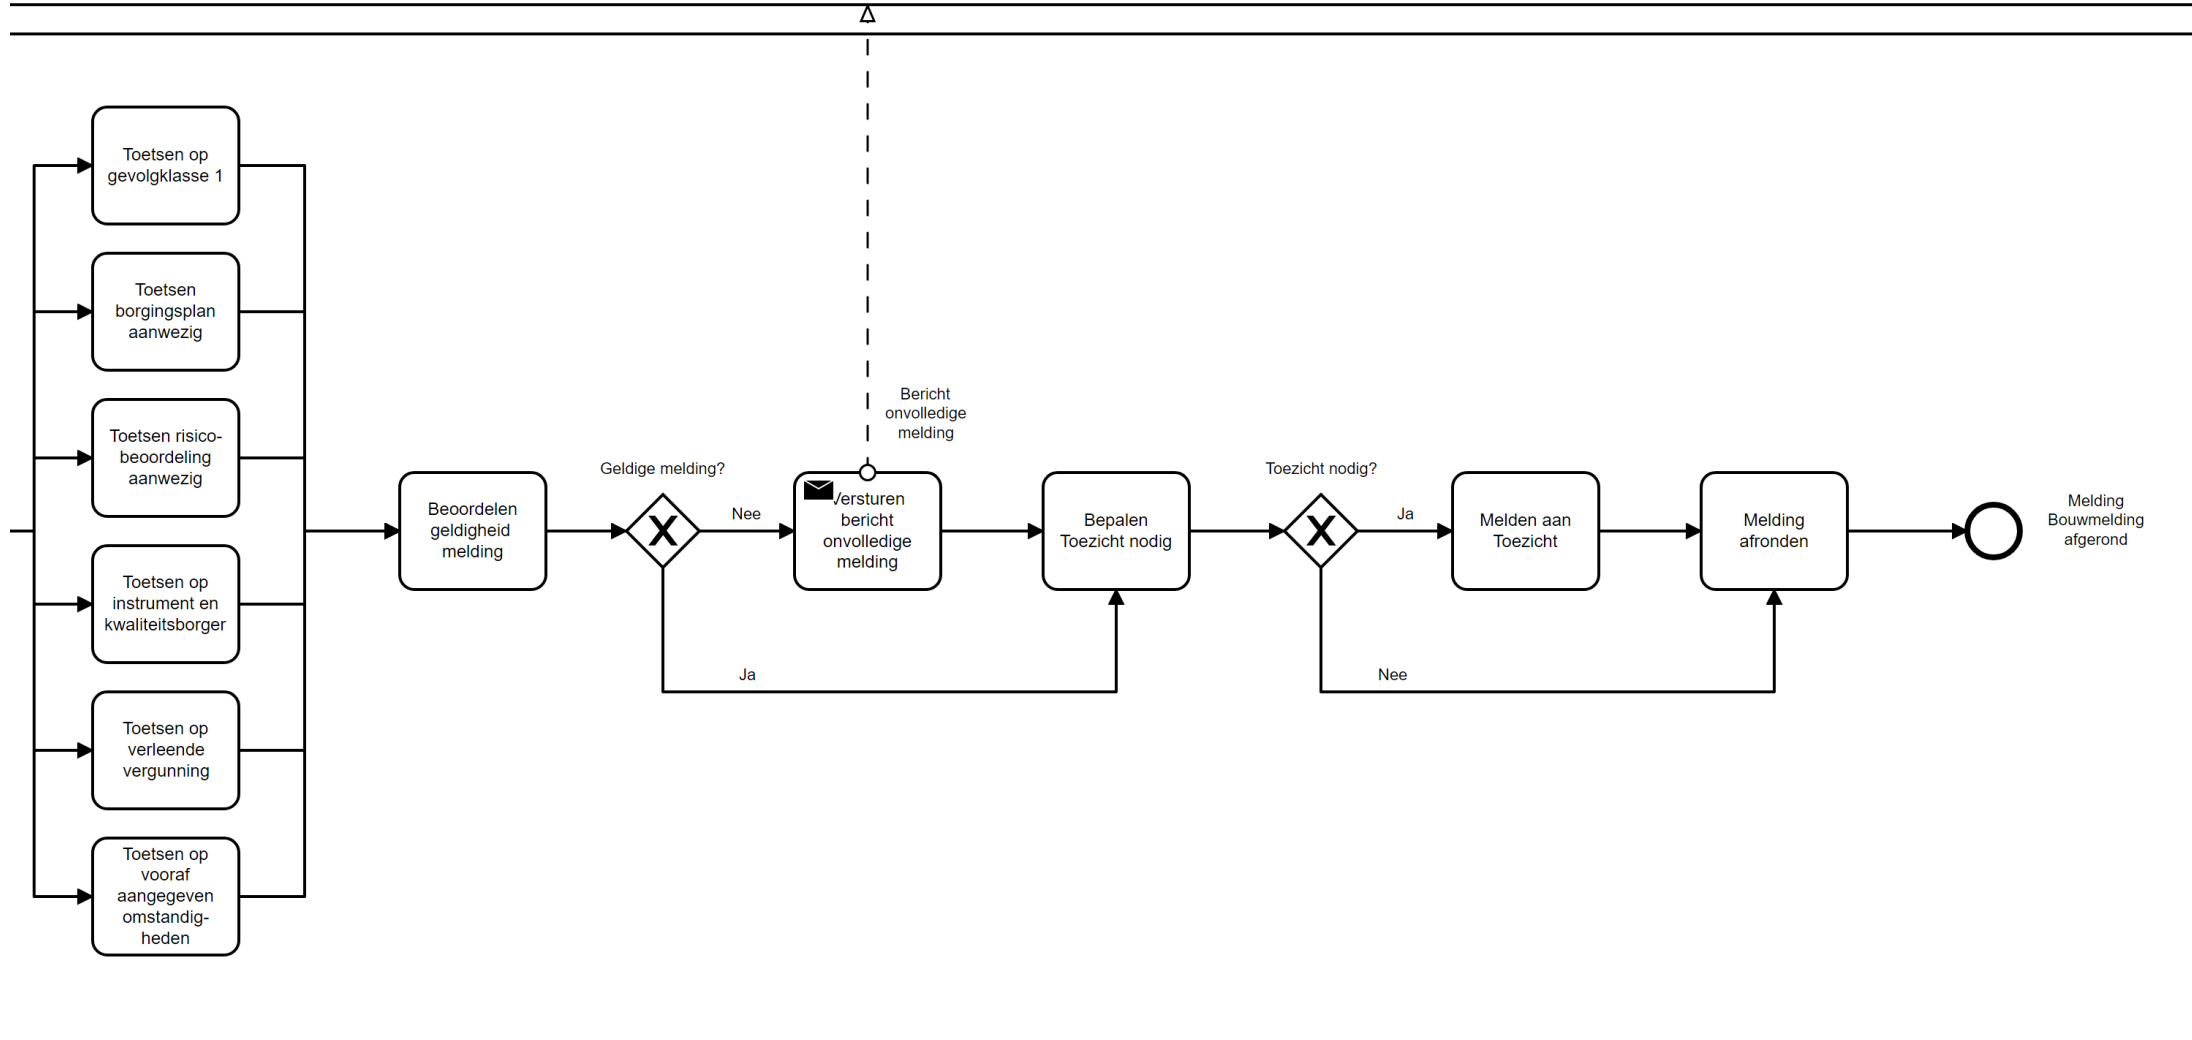 Toetsen op
gevolgklasse 1
Toetsen
borgingsplan
aanwezig
Toetsen risico-
beoordeling
aanwezig
Toetsen op
instrument en
kwaliteitsborger
Toetsen op
verleende
vergunning
Toetsen op
vooraf
aangegeven
omstandig-
heden
Beoordelen
geldigheid
melding
Geldige melding?
Nee
Ja
Bericht
onvolledige
melding
Versturen
bericht
onvolledige
melding
Bepalen
Toezicht nodig
Toezicht nodig?
Ja
Nee
Melden aan
Toezicht
Melding
afronden
Melding
Bouwmelding
afgerond